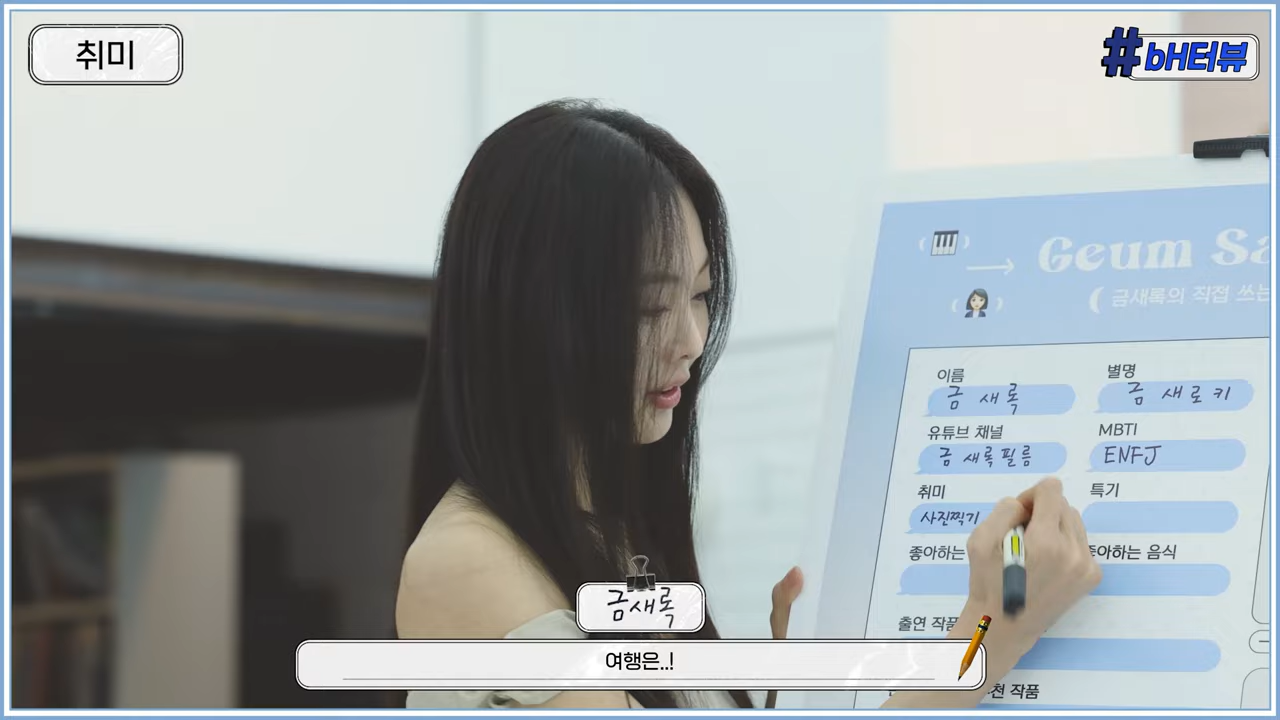 취미
#bH터뷰
Geum Sa
(금새록의 직접 쓰는
이름
별명
금 새 록
금 새 로 키
유튜브 채널
MBTI
금 새록필름
ENFJ
취미
특기
사진찍기
좋아하는
좋아하는 음식
출연 작품
천 작품
금새록
여행은..!